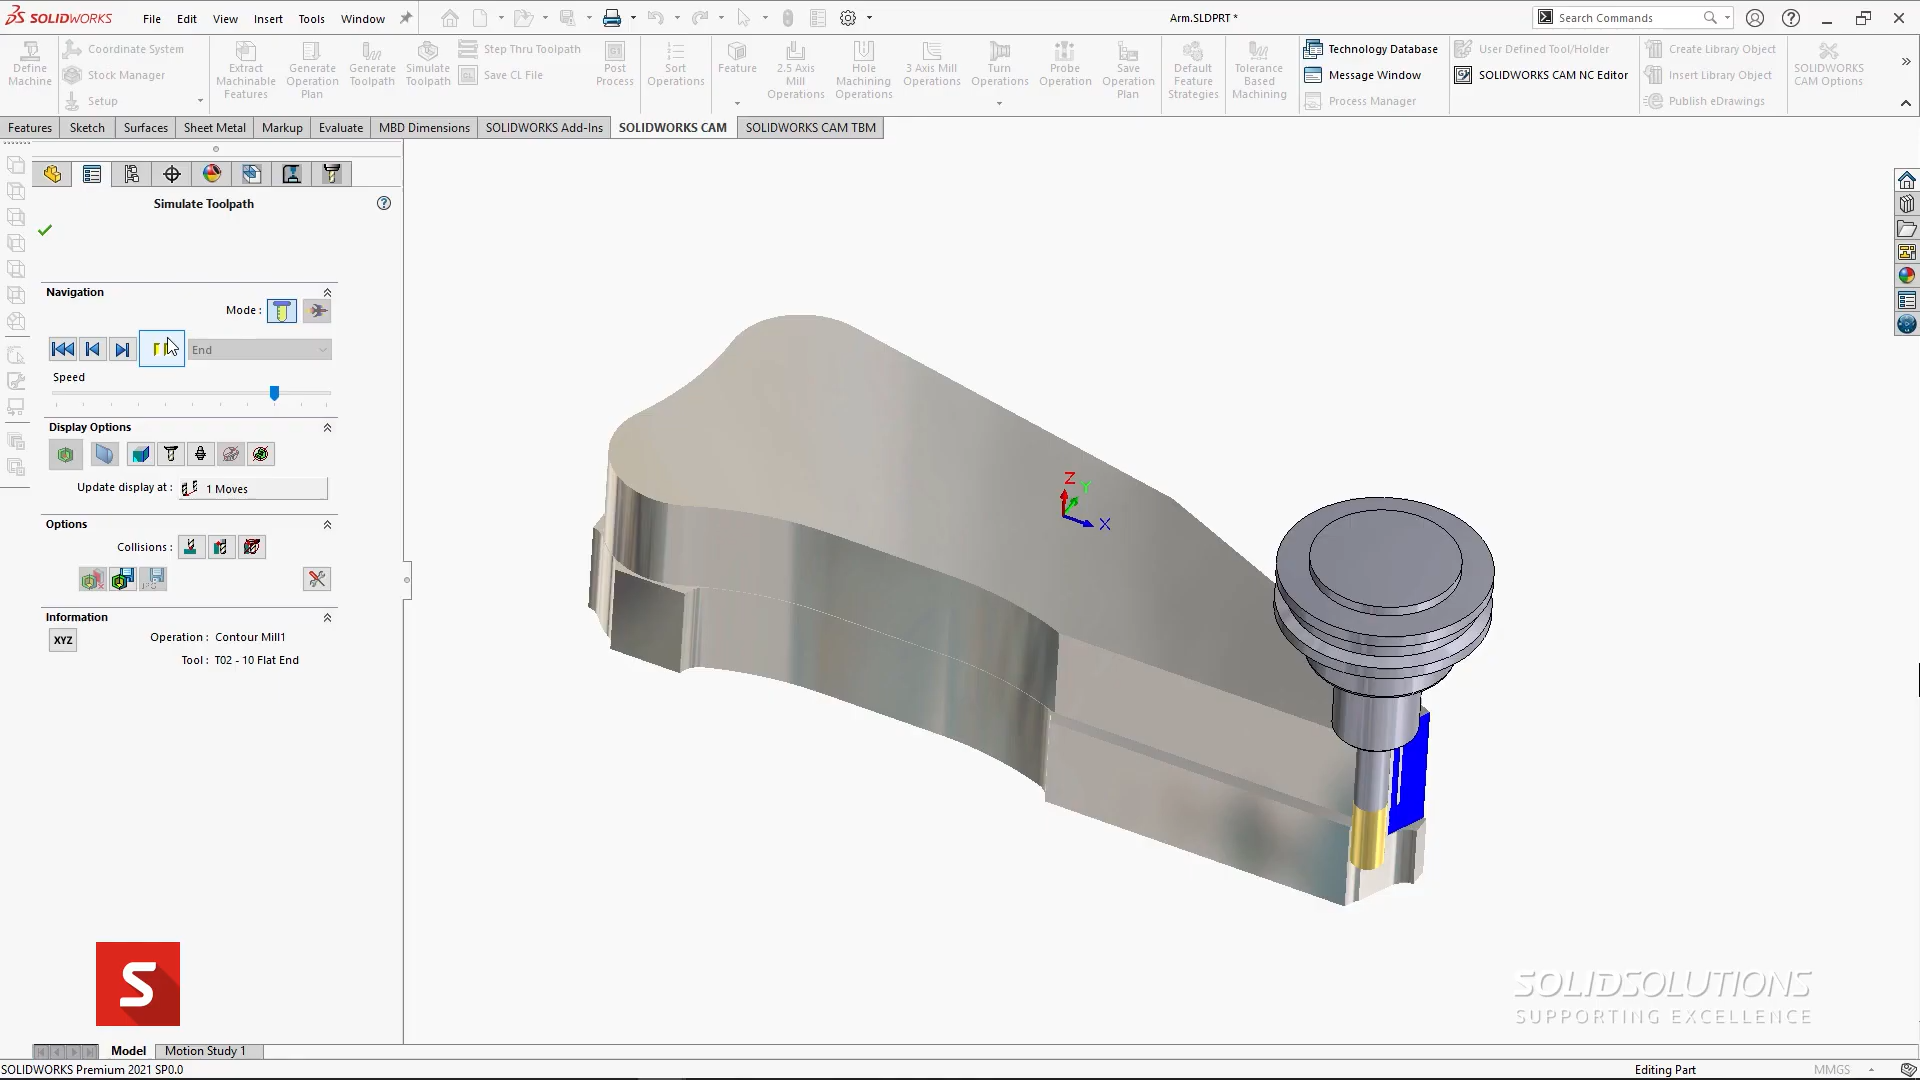 SOLIDWORKS
File Edit View Insert Tools Window
Arm.SLDPRT *
Search Commands
Define Machine
Coordinate System
Stock Manager
Setup
Extract Machinable Features
Generate Operation Plan
Generate Toolpath
Simulate Toolpath
Step Thru Toolpath
Save CL File
Post Process
Sort Operations
Feature
2.5 Axis Mill Operations
Hole Machining Operations
3 Axis Mill Operations
Turn Operations
Probe Operation
Save Operation Plan
Default Feature Strategies
Tolerance Based Machining
Technology Database
Message Window
Process Manager
User Defined Tool/Holder
SOLIDWORKS CAM NC Editor
Create Library Object
Insert Library Object
Publish eDrawings
SOLIDWORKS CAM Options
Features Sketch Surfaces Sheet Metal Markup Evaluate MBD Dimensions SOLIDWORKS Add-Ins SOLIDWORKS CAM SOLIDWORKS CAM TBM
Simulate Toolpath
Navigation
Mode :
End
Speed
Display Options
Update display at : 1 Moves
Options
Collisions :
Information
XYZ
Operation : Contour Mill1
Tool : T02 - 10 Flat End
Z
Y
X
S
SOLIDSOLUTIONS
SUPPORTING EXCELLENCE
Model Motion Study 1
SOLIDWORKS Premium 2021 SP0.0
Editing Part
MMGS